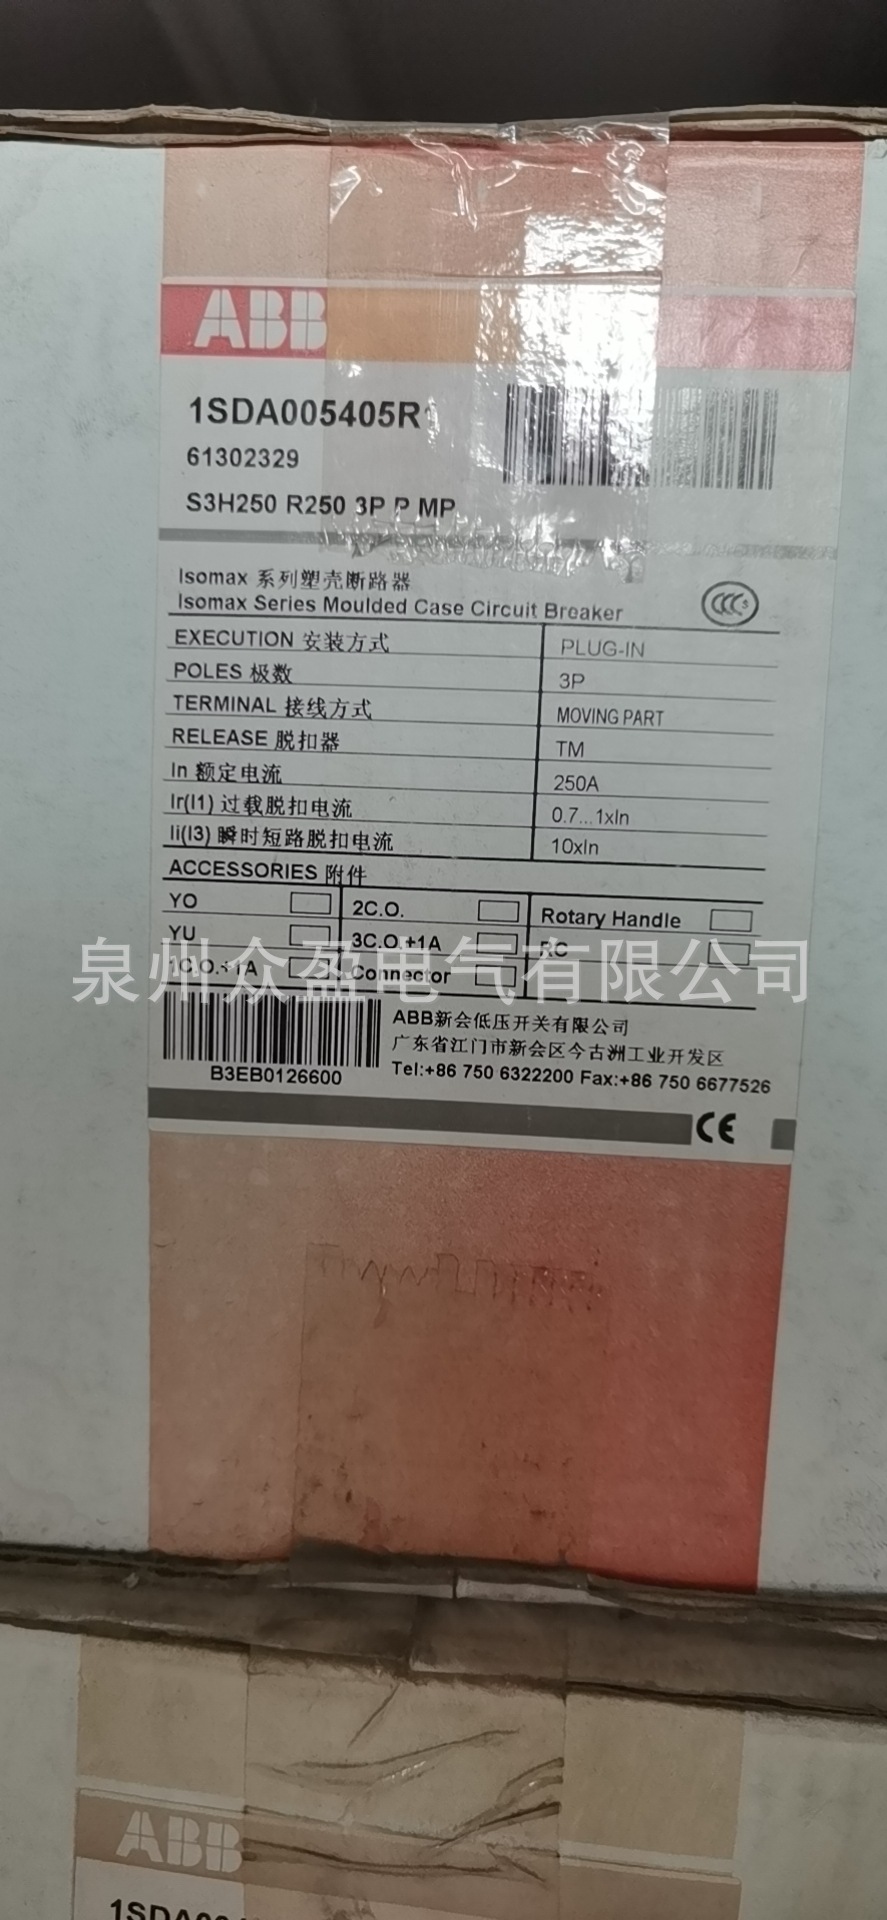 ABB
1SDA005405R1
61302329
S3H250 R250 3P P MP
Isomax 系列塑壳断路器
Isomax Series Moulded Case Circuit Breaker
CCC S
EXECUTION 安装方式 PLUG-IN
POLES 极数 3P
TERMINAL 接线方式 MOVING PART
RELEASE 脱扣器 TM
In 额定电流 250A
Ir(I1) 过载脱扣电流 0.7...1xIn
Ii(I3) 瞬时短路脱扣电流 10xIn
ACCESSORIES 附件
YO 2C.O. Rotary Handle
YU 3C.O.+1A RC
1C.O.+1A Connector
泉州众盈电气有限公司
ABB新会低压开关有限公司
广东省江门市新会区今古洲工业开发区
B3EB0126600 Tel:+86 750 6322200 Fax:+86 750 6677526
CE
ABB